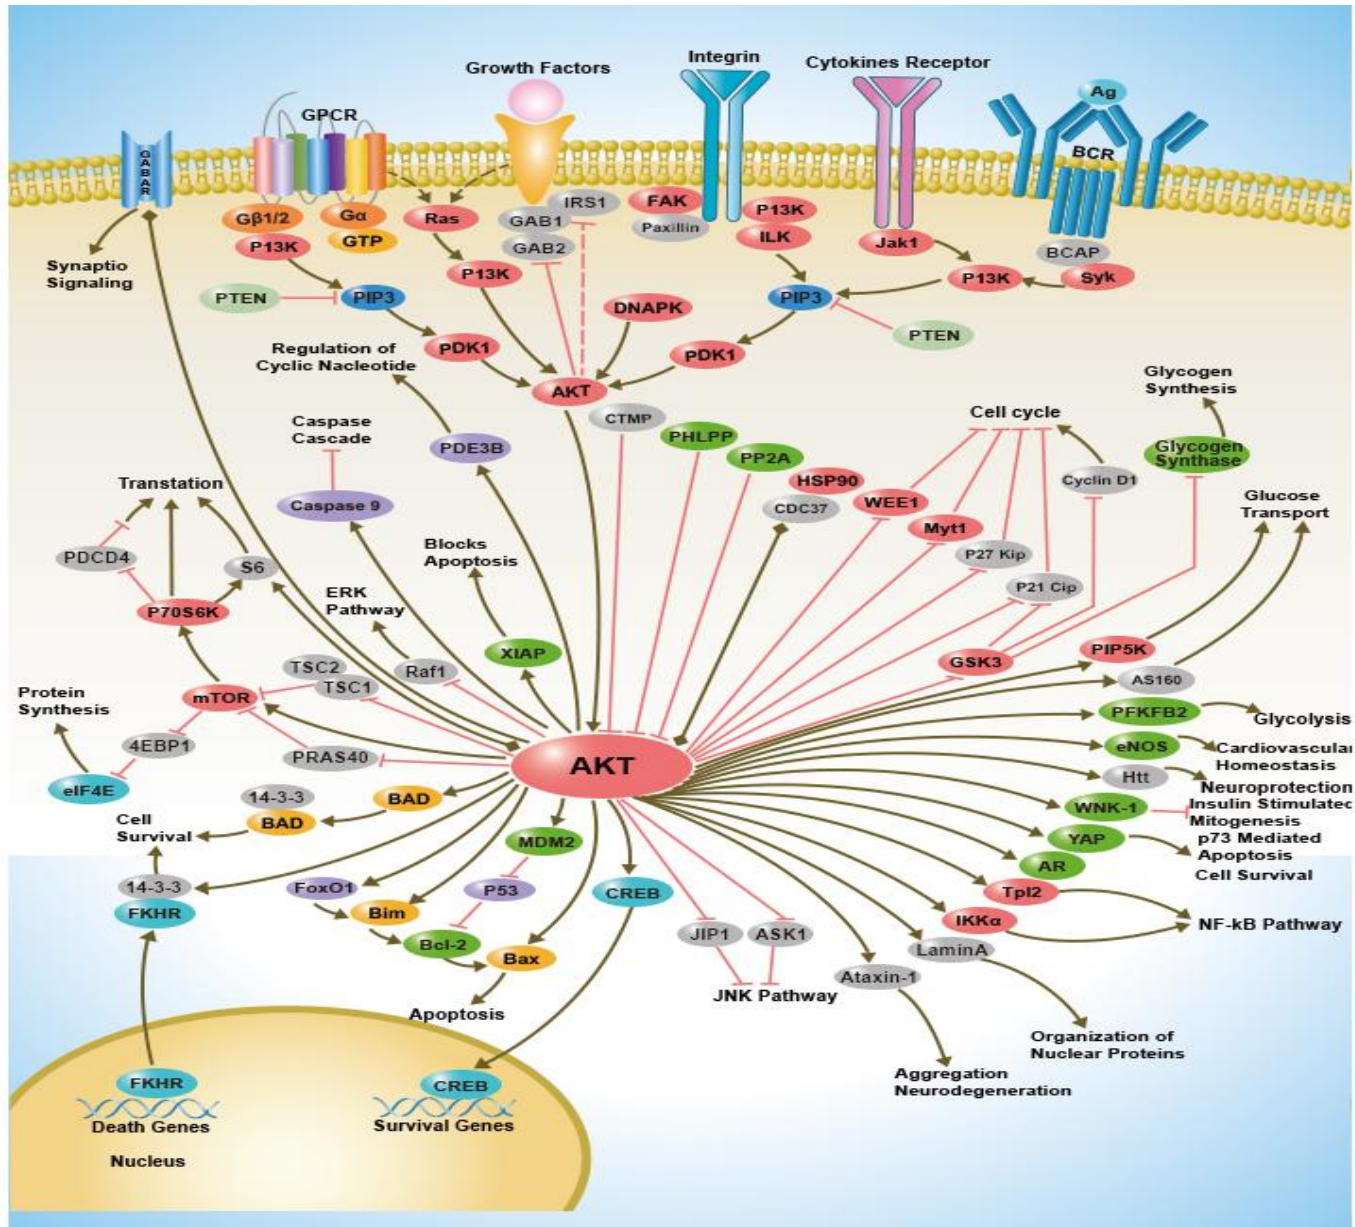 Growth Factors
Integrin
Cytokines Receptor
Ag
GPCR
BCR
GABAR
Gβ1/2
Gα
GTP
P13K
Ras
IRS1
GAB1
GAB2
FAK
Paxillin
P13K
ILK
Jak1
BCAP
Syk
P13K
P13K
Synaptio
Signaling
PTEN
PIP3
DNAPK
PIP3
PTEN
pDK1
pDK1
Regulation of
Cyclic Nucleotide
AKT
Glycogen
Synthesis
CTMP
PHLPP
PP2A
HSP90
CDC37
Cell cycle
WEE1
Myt1
P27 Kip
P21 Cip
Cyclin D1
Glycogen
Synthase
Glucose
Transport
Caspase
Cascade
PDE3B
Caspase 9
Transtation
PDCD4
S6
P70S6K
Blocks
Apoptosis
ERK
Pathway
XIAP
Raf1
TSC2
TSC1
mTOR
Protein
Synthesis
4EBP1
PRAS40
eIF4E
GSK3
PIP5K
AS160
PFKFB2
Glycolysis
eNOS
Cardiovascular
Homeostasis
Htt
Neuroprotection
WNK-1
Insulin Stimulated
Mitogenesis
YAP
p73 Mediated
Apoptosis
AR
Cell Survival
Tpl2
IKKα
NF-kB Pathway
AKT
14-3-3
BAD
BAD
Cell
Survival
MDM2
14-3-3
FKHR
FoxO1
Bim
Bcl-2
P53
Bax
CREB
JIP1
ASK1
JNK Pathway
LaminA
Ataxin-1
Apoptosis
Organization of
Nuclear Proteins
Aggregation
Neurodegeneration
FKHR
Death Genes
CREB
Survival Genes
Nucleus